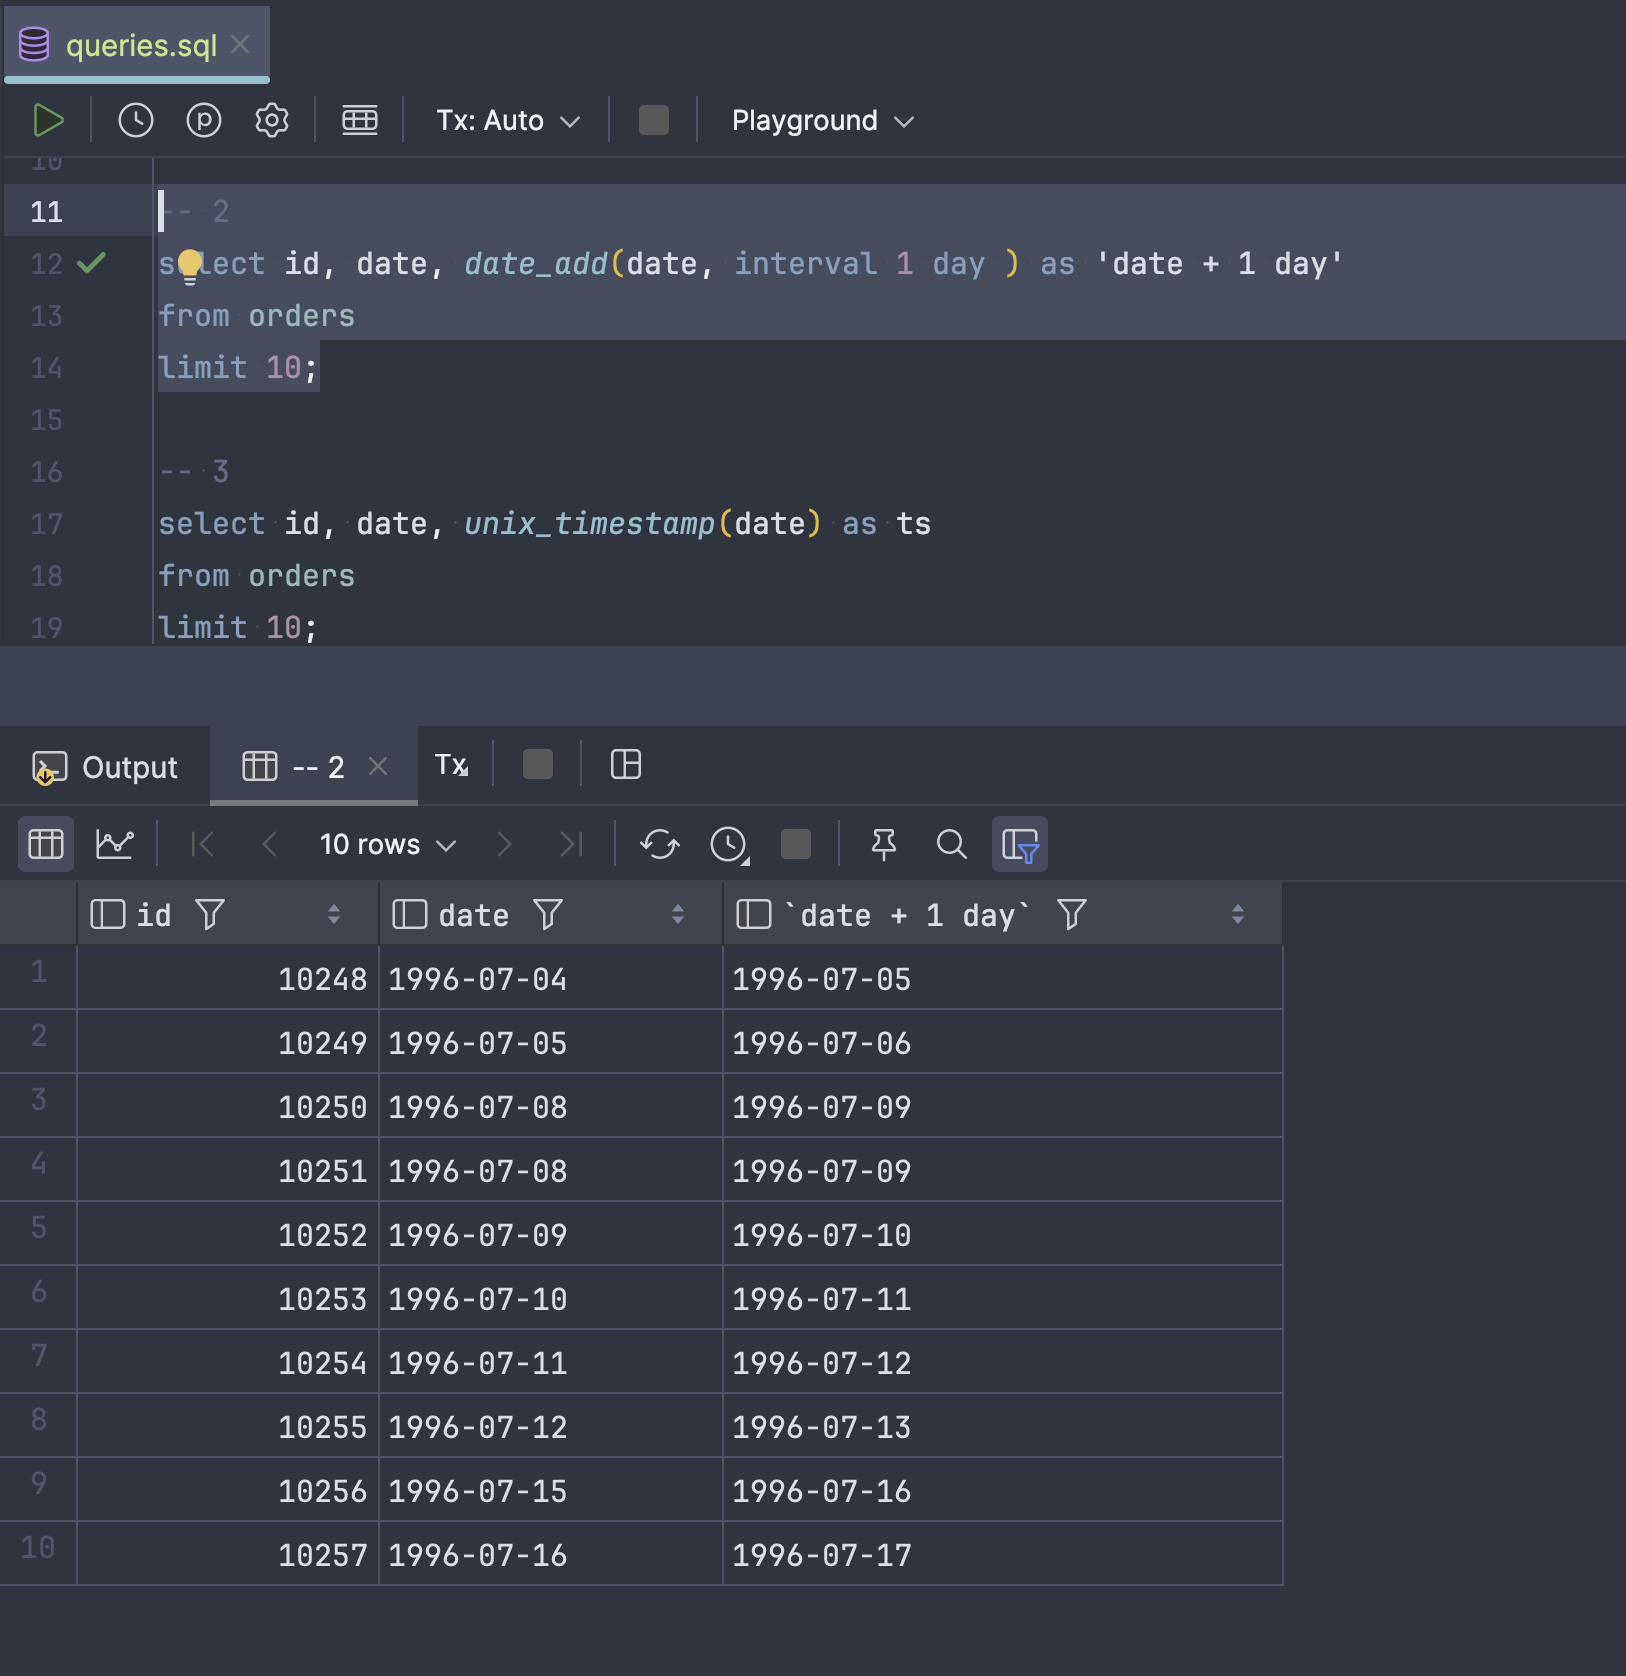 queries.sql
Tx: Auto
Playground
10
11 -- 2
12 select id, date, date_add(date, interval 1 day ) as 'date + 1 day'
13 from orders
14 limit 10;
15
16 -- 3
17 select id, date, unix_timestamp(date) as ts
18 from orders
19 limit 10;
Output
-- 2
Tx
10 rows
id date `date + 1 day`
1 10248 1996-07-04 1996-07-05
2 10249 1996-07-05 1996-07-06
3 10250 1996-07-08 1996-07-09
4 10251 1996-07-08 1996-07-09
5 10252 1996-07-09 1996-07-10
6 10253 1996-07-10 1996-07-11
7 10254 1996-07-11 1996-07-12
8 10255 1996-07-12 1996-07-13
9 10256 1996-07-15 1996-07-16
10 10257 1996-07-16 1996-07-17